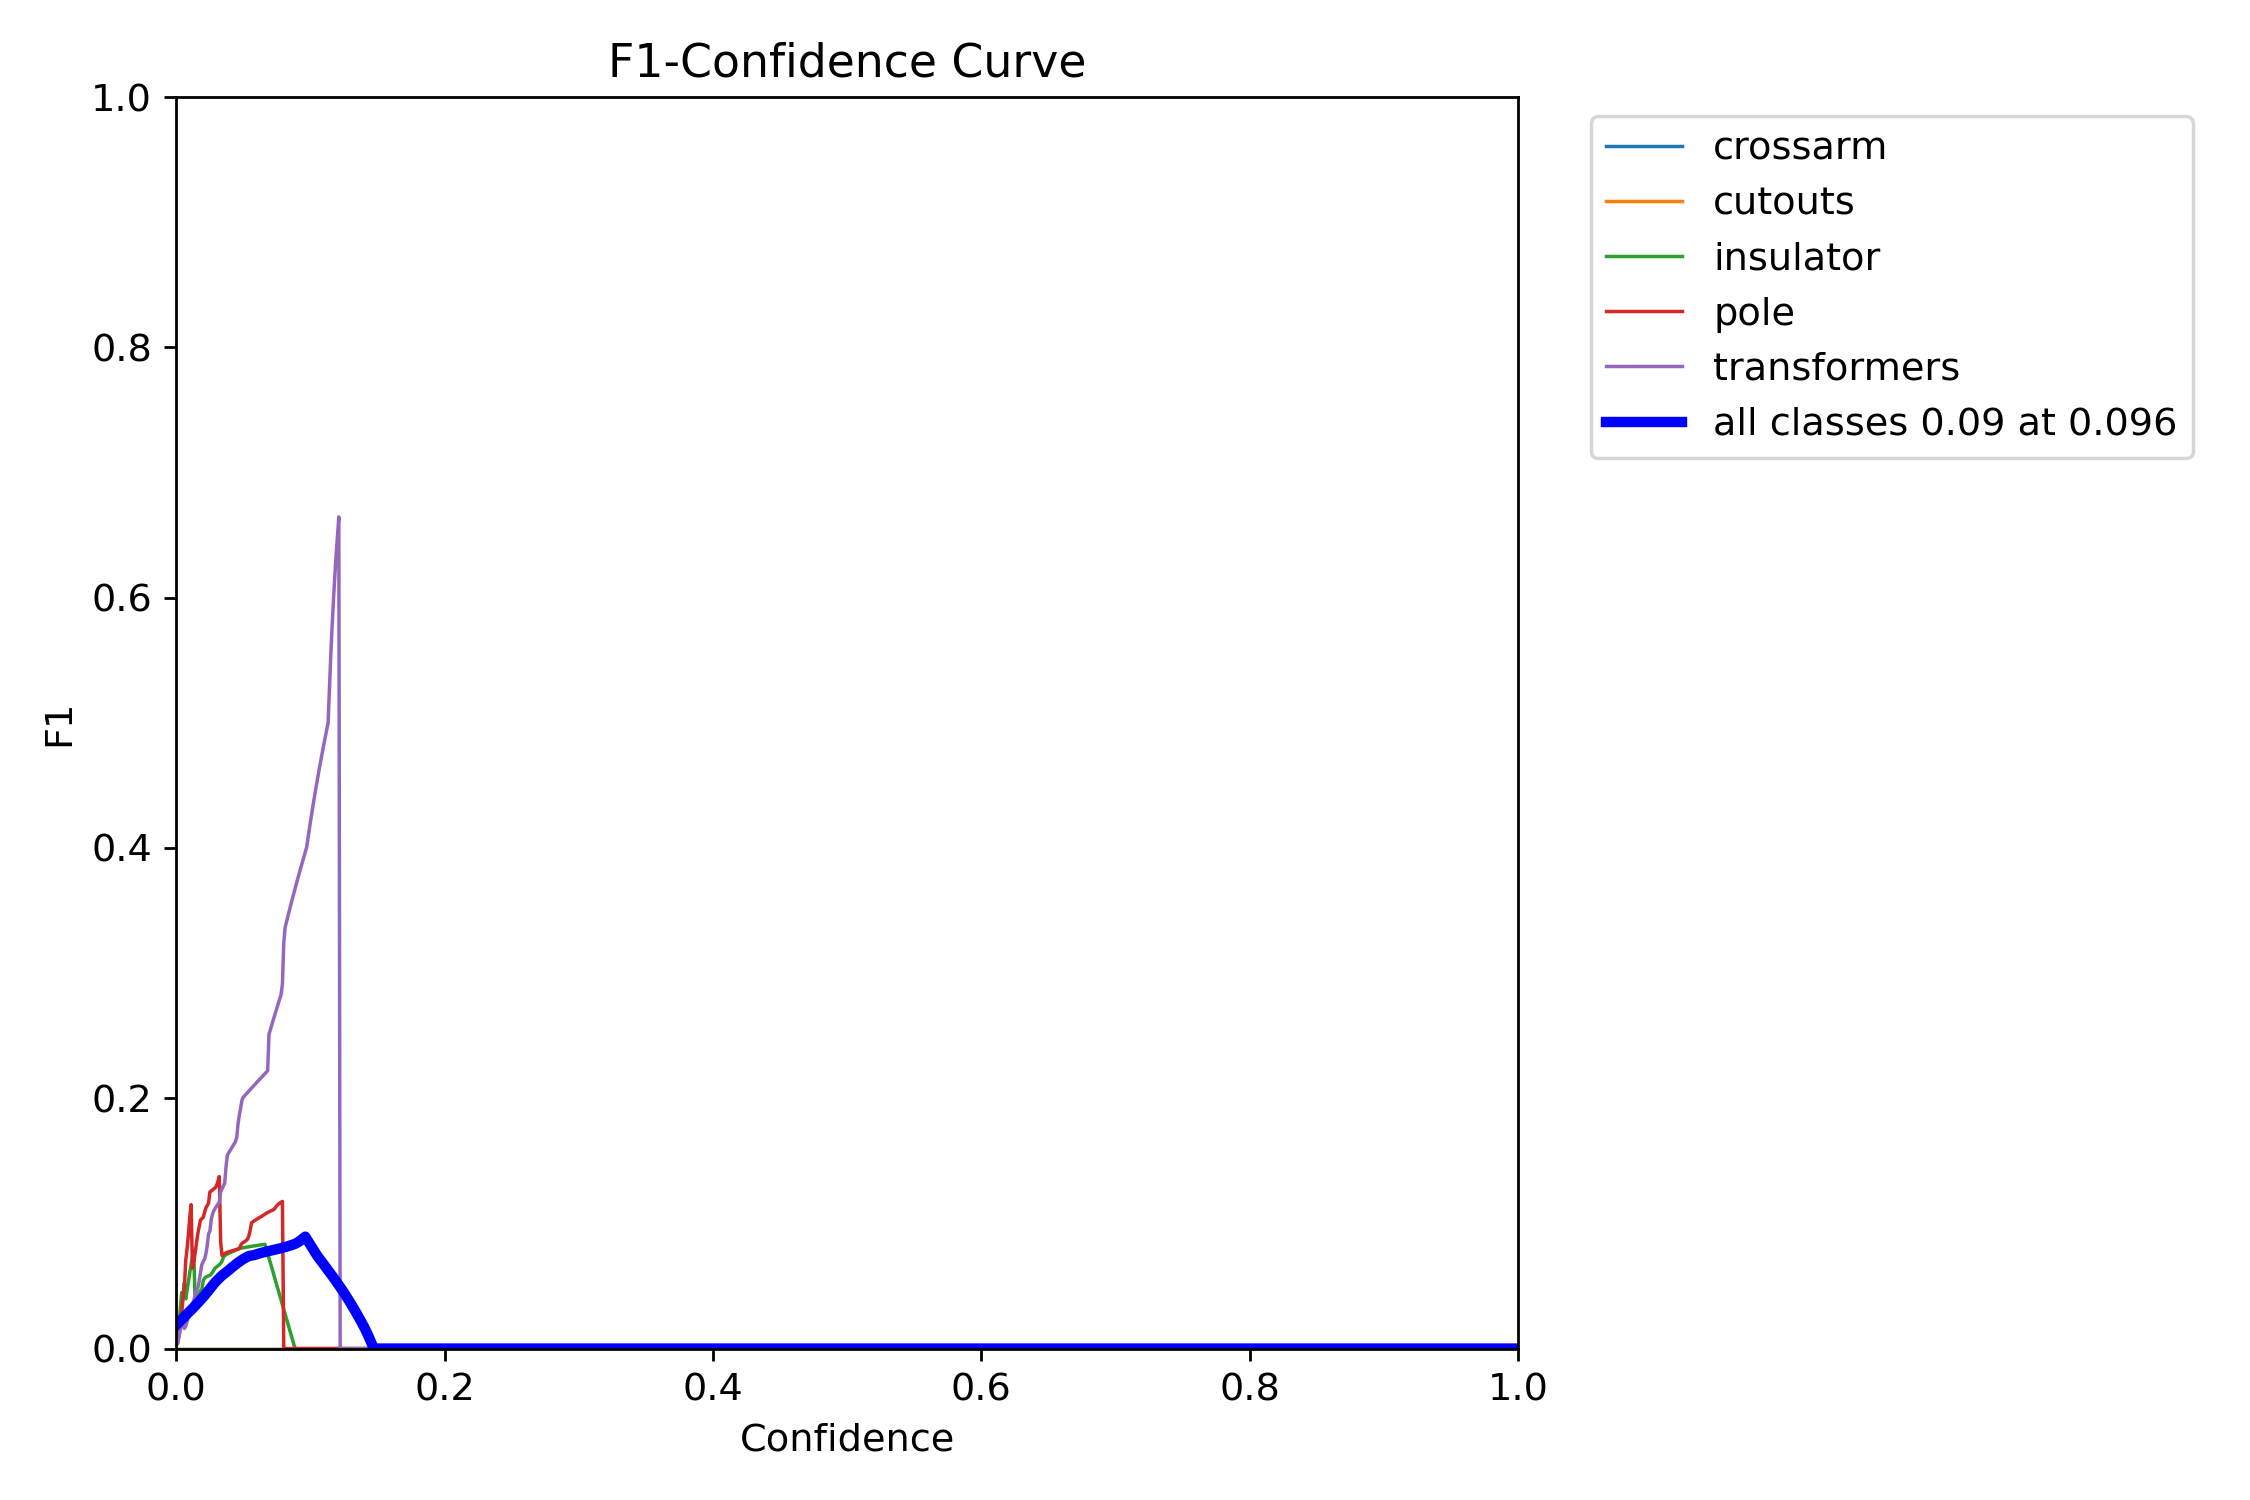 F1-Confidence Curve
1.0
0.8
0.6
0.4
0.2
0.0
F1
0.0 0.2 0.4 0.6 0.8 1.0
Confidence
crossarm
cutouts
insulator
pole
transformers
all classes 0.09 at 0.096